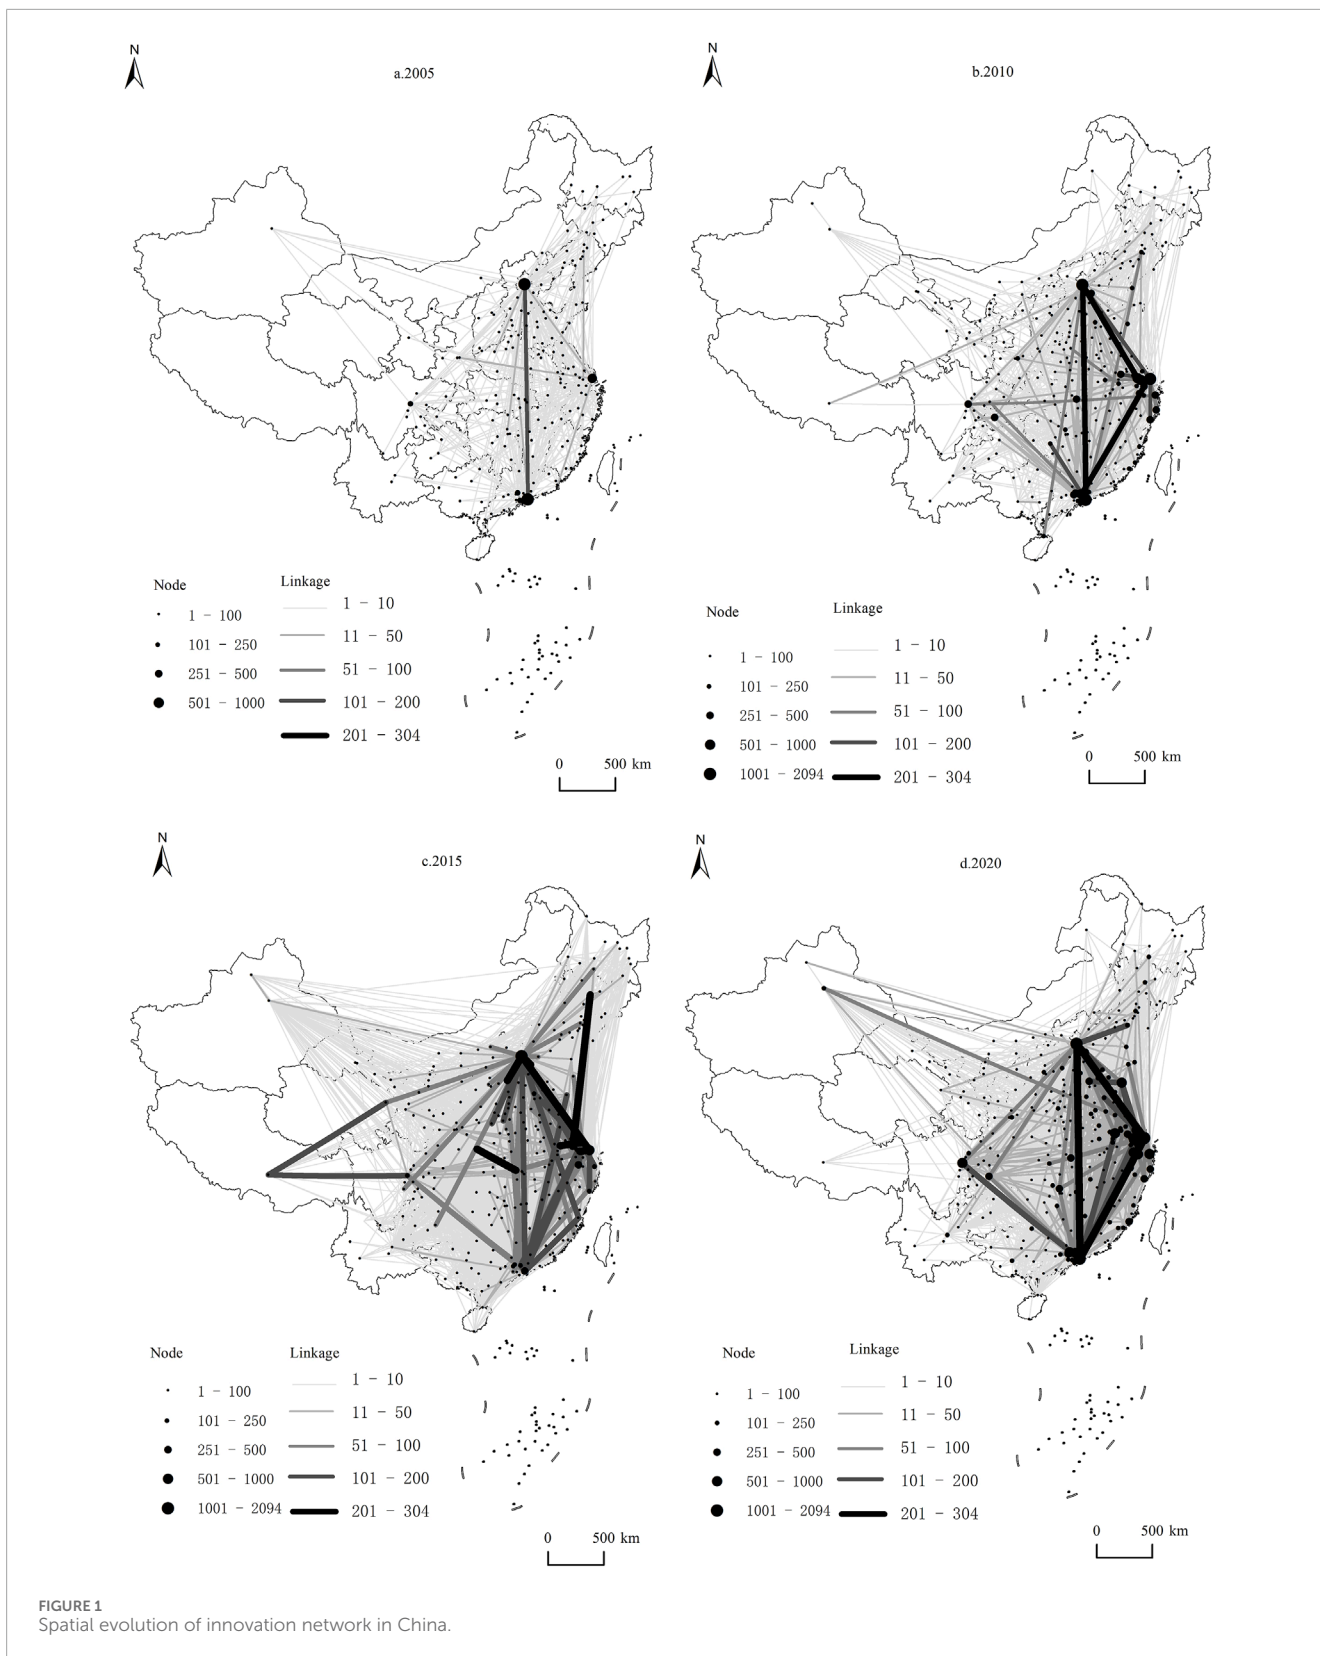 N
a.2005
Node
1 - 100
101 - 250
251 - 500
501 - 1000
Linkage
1 - 10
11 - 50
51 - 100
101 - 200
201 - 304
0 500 km
N
b.2010
Node
1 - 100
101 - 250
251 - 500
501 - 1000
1001 - 2094
Linkage
1 - 10
11 - 50
51 - 100
101 - 200
201 - 304
0 500 km
N
c.2015
Node
1 - 100
101 - 250
251 - 500
501 - 1000
1001 - 2094
Linkage
1 - 10
11 - 50
51 - 100
101 - 200
201 - 304
0 500 km
N
d.2020
Node
1 - 100
101 - 250
251 - 500
501 - 1000
1001 - 2094
Linkage
1 - 10
11 - 50
51 - 100
101 - 200
201 - 304
0 500 km
FIGURE 1
Spatial evolution of innovation network in China.